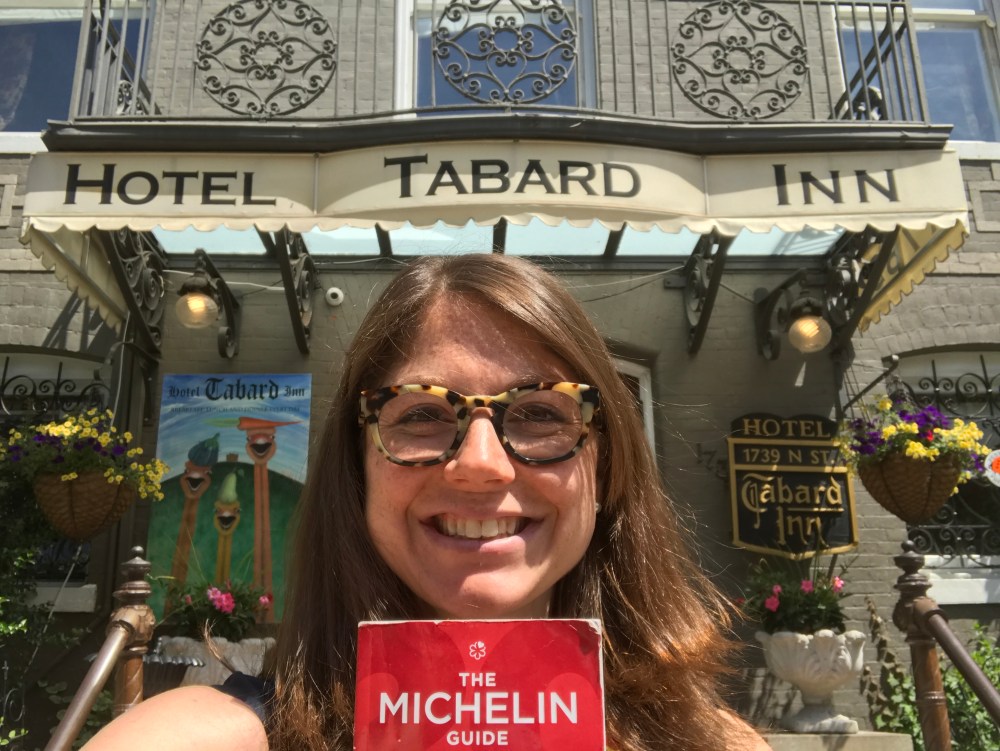 HOTEL TABARD INN
Hotel Tabard Inn
HOTEL
1739 N ST.
Tabard
Inn
THE
MICHELIN
GUIDE